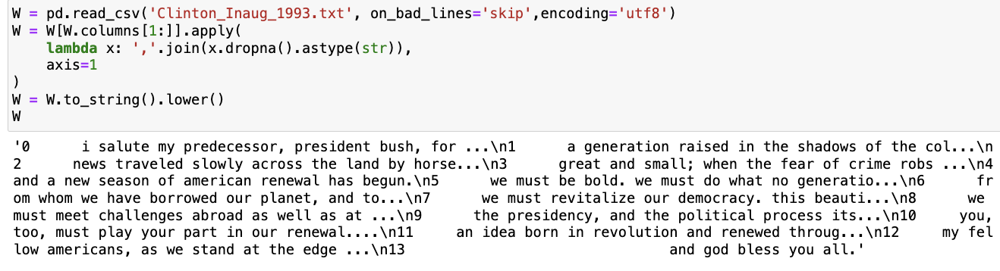 W = pd.read_csv('Clinton_Inaug_1993.txt', on_bad_lines='skip',encoding='utf8')
W = W[W.columns[1:]].apply(
    lambda x: ','.join(x.dropna().astype(str)),
    axis=1
)
W = W.to_string().lower()
W
'0      i salute my predecessor, president bush, for ...\n1      a generation raised in the shadows of the col...\n
2      news traveled slowly across the land by horse...\n3      great and small; when the fear of crime robs ...\n4
and a new season of american renewal has begun.\n5      we must be bold. we must do what no generatio...\n6      fr
om whom we have borrowed our planet, and to...\n7      we must revitalize our democracy. this beauti...\n8      we
must meet challenges abroad as well as at ...\n9      the presidency, and the political process its...\n10     you,
too, must play your part in our renewal....\n11     an idea born in revolution and renewed throug...\n12     my fel
low americans, as we stand at the edge ...\n13                              and god bless you all.'